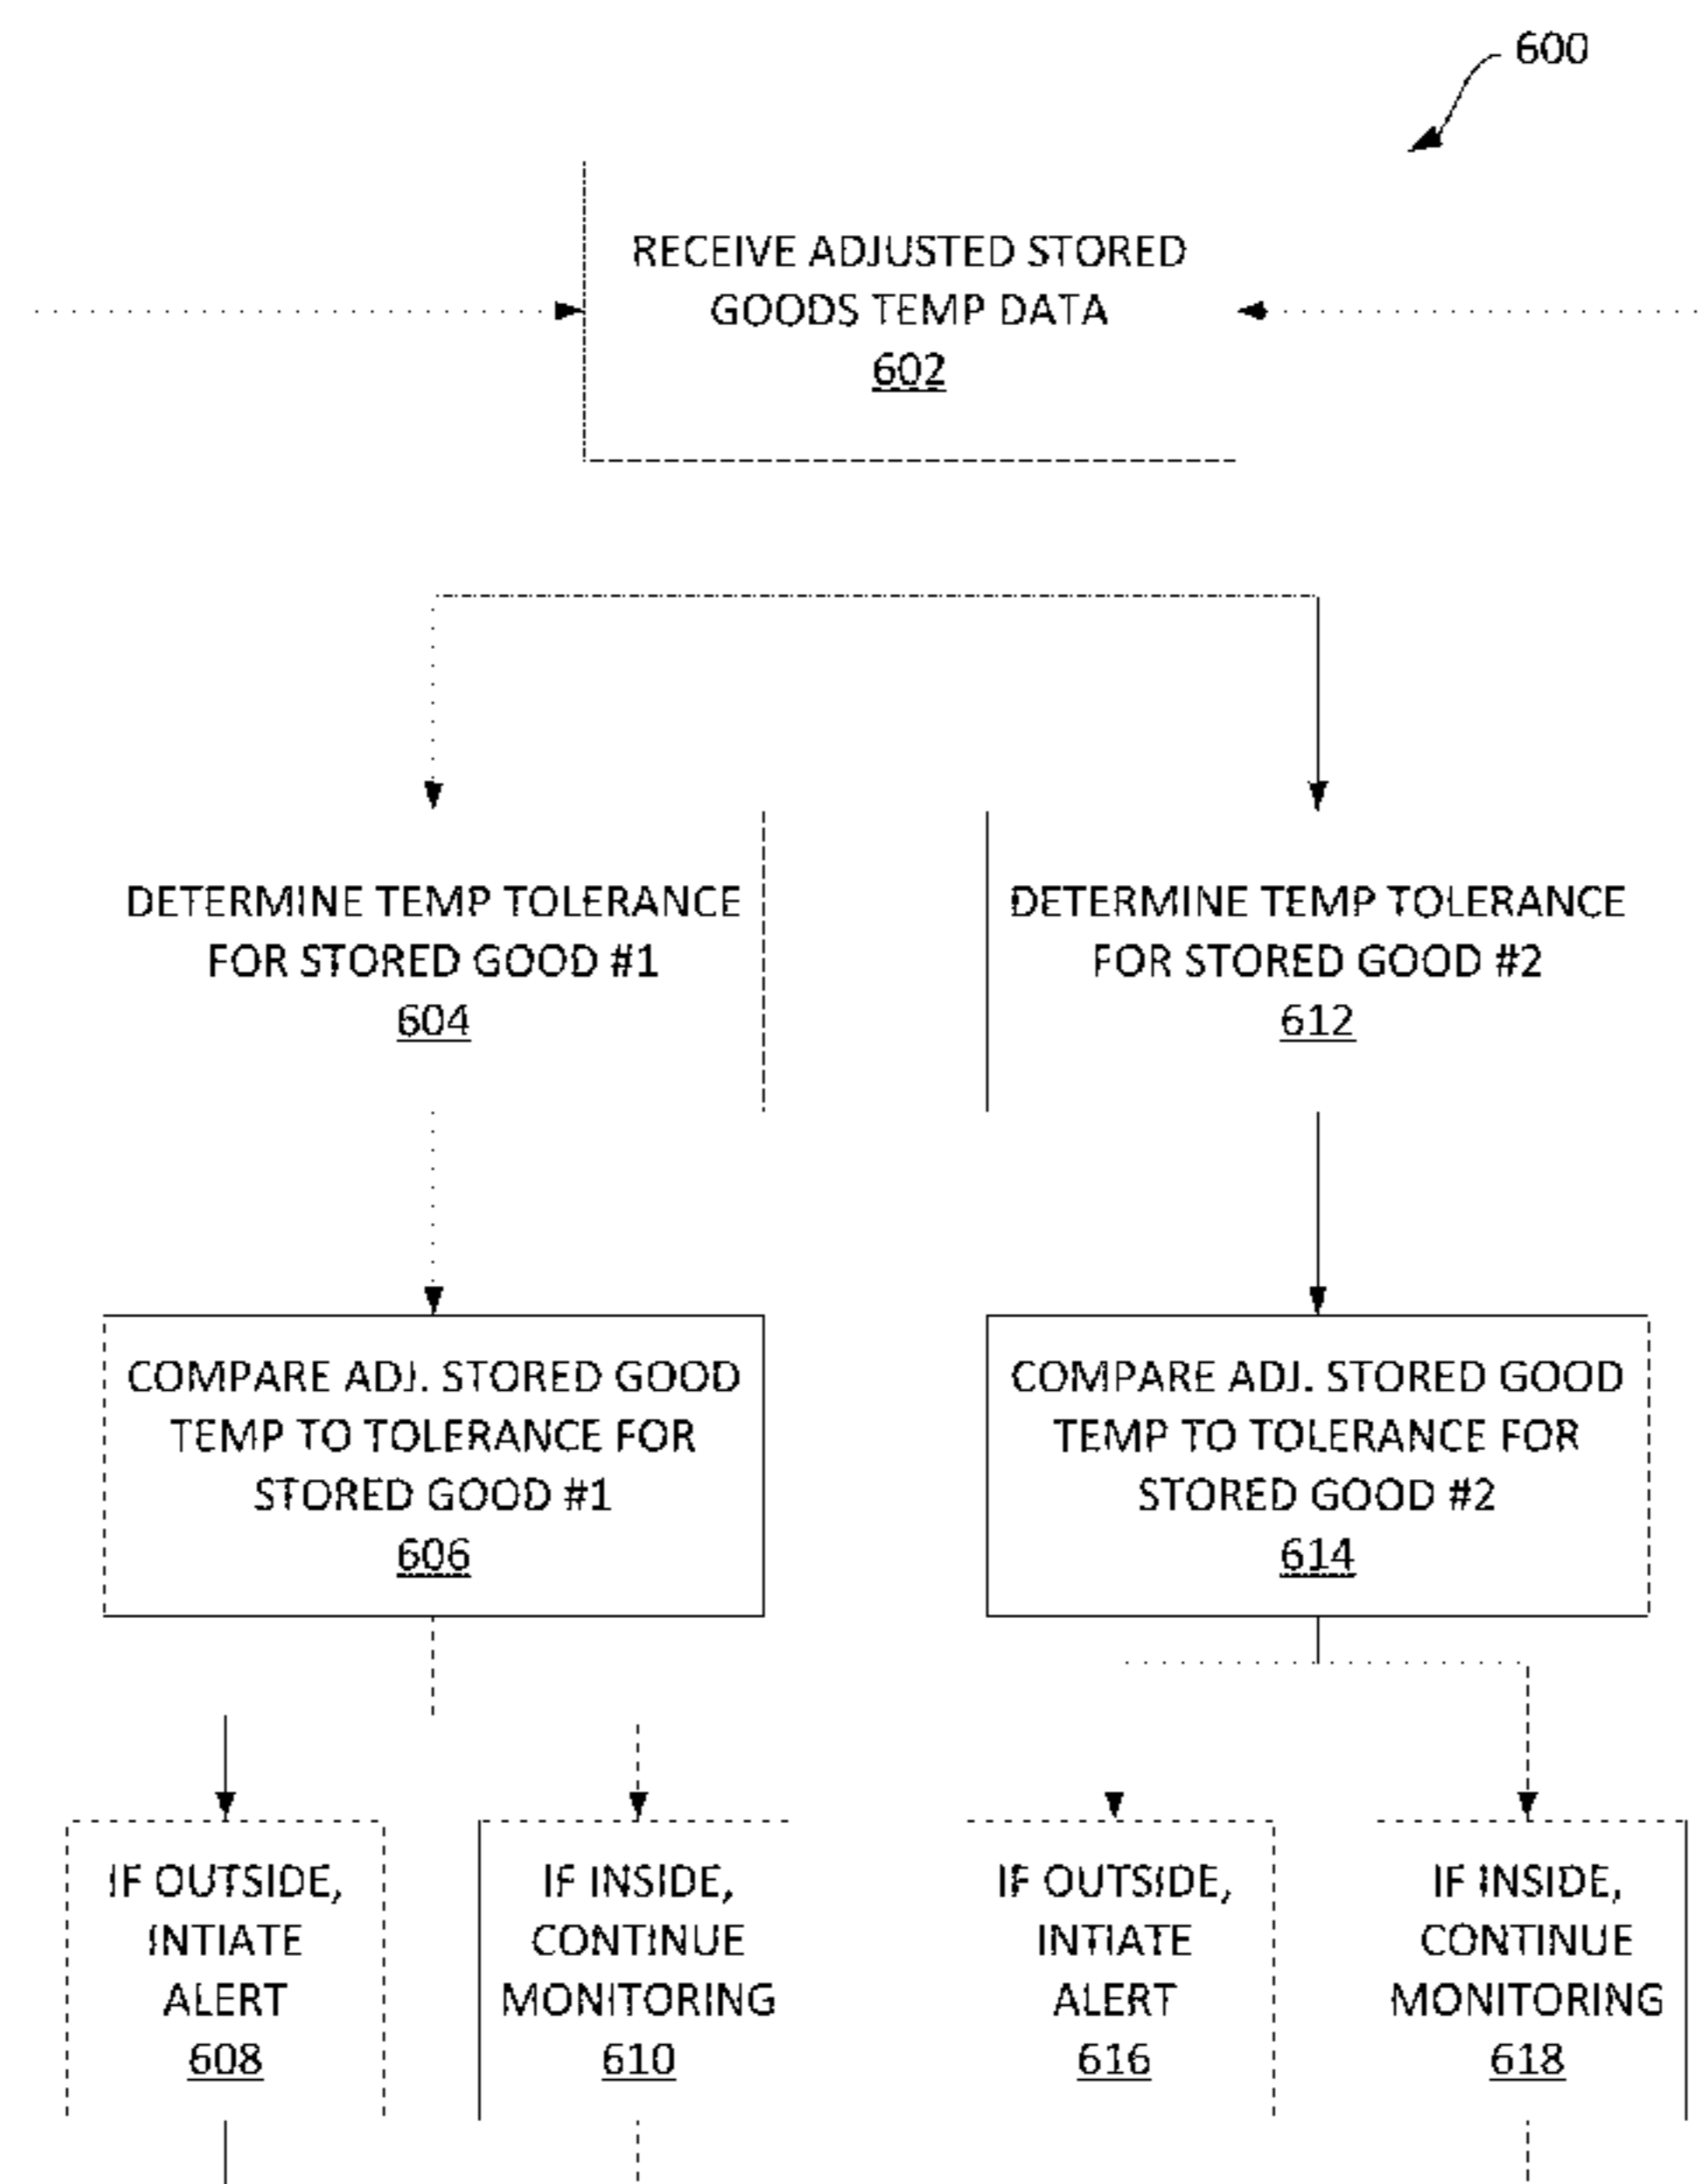 600
RECEIVE ADJUSTED STORED
GOODS TEMP DATA
602
DETERMINE TEMP TOLERANCE
FOR STORED GOOD #1
604
DETERMINE TEMP TOLERANCE
FOR STORED GOOD #2
612
COMPARE ADJ. STORED GOOD
TEMP TO TOLERANCE FOR
STORED GOOD #1
606
COMPARE ADJ. STORED GOOD
TEMP TO TOLERANCE FOR
STORED GOOD #2
614
IF OUTSIDE,
INTIATE
ALERT
608
IF INSIDE,
CONTINUE
MONITORING
610
IF OUTSIDE,
INTIATE
ALERT
616
IF INSIDE,
CONTINUE
MONITORING
618